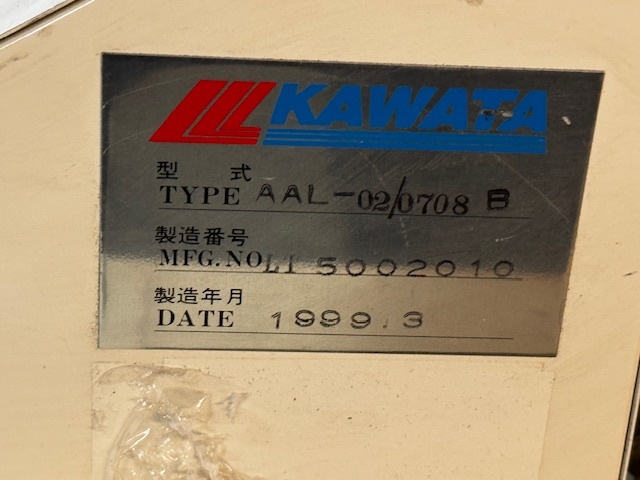 KAWATA
型 式
TYPE AAL-02/0708 B
製造番号
MFG.NO LI 5002010
製造年月
DATE 1999.3